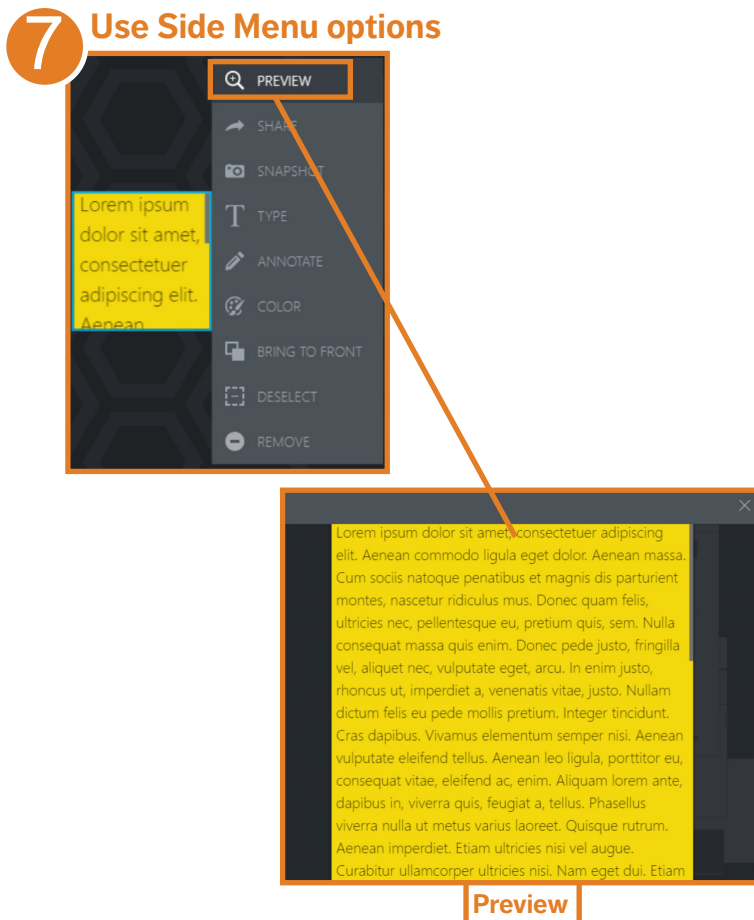 7 Use Side Menu options
PREVIEW
SHARE
SNAPSHOT
TYPE
ANNOTATE
COLOR
BRING TO FRONT
DESELECT
REMOVE
Lorem ipsum
dolor sit amet,
consectetuer
adipiscing elit.
Aenean
Lorem ipsum dolor sit amet, consectetuer adipiscing
elit. Aenean commodo ligula eget dolor. Aenean massa.
Cum sociis natoque penatibus et magnis dis parturient
montes, nascetur ridiculus mus. Donec quam felis,
ultricies nec, pellentesque eu, pretium quis, sem. Nulla
consequat massa quis enim. Donec pede justo, fringilla
vel, aliquet nec, vulputate eget, arcu. In enim justo,
rhoncus ut, imperdiet a, venenatis vitae, justo. Nullam
dictum felis eu pede mollis pretium. Integer tincidunt.
Cras dapibus. Vivamus elementum semper nisi. Aenean
vulputate eleifend tellus. Aenean leo ligula, porttitor eu,
consequat vitae, eleifend ac, enim. Aliquam lorem ante,
dapibus in, viverra quis, feugiat a, tellus. Phasellus
viverra nulla ut metus varius laoreet. Quisque rutrum.
Aenean imperdiet. Etiam ultricies nisi vel augue.
Curabitur ullamcorper ultricies nisi. Nam eget dui. Etiam
Preview